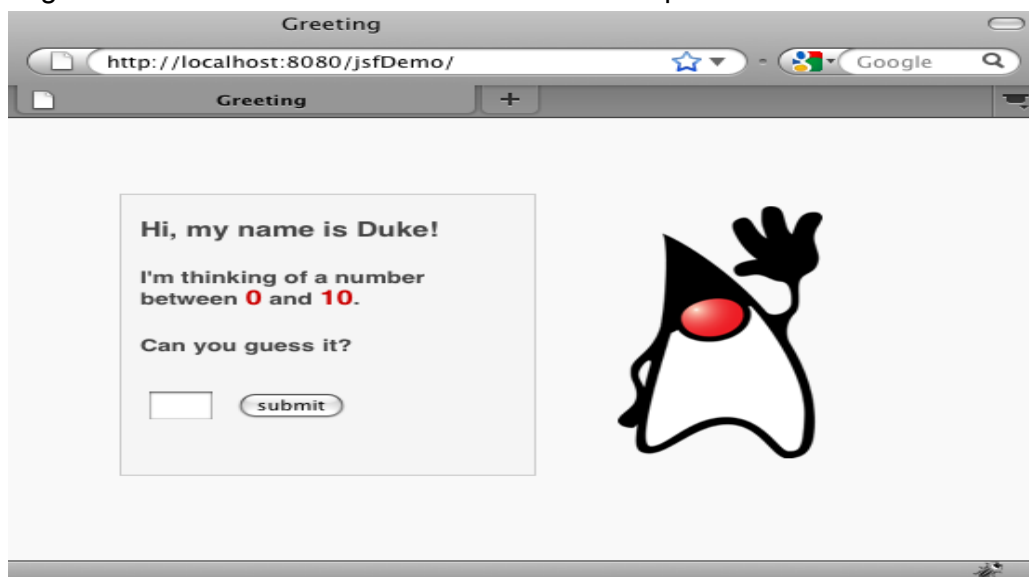 Greeting
http://localhost:8080/jsfDemo/
Google
Greeting
+
Hi, my name is Duke!
I'm thinking of a number
between 0 and 10.
Can you guess it?
submit